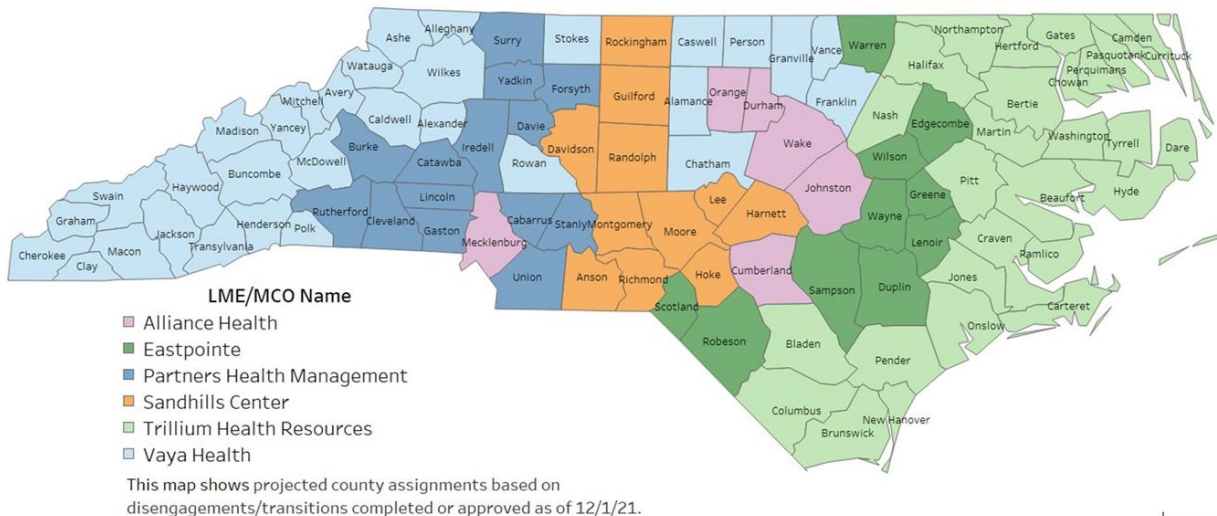 Alleghany
Ashe
Surry
Stokes
Rockingham
Caswell
Person
Granville
Vance
Warren
Northampton
Gates
Camden
Hertford
Pasquotank
Currituck
Perquimans
Chowan
Halifax
Watauga
Wilkes
Yadkin
Forsyth
Guilford
Alamance
Orange
Durham
Franklin
Nash
Edgecombe
Bertie
Martin
Washington
Tyrrell
Dare
Mitchell
Avery
Caldwell
Alexander
Madison
Yancey
McDowell
Burke
Catawba
Iredell
Davie
Davidson
Rowan
Randolph
Chatham
Wake
Johnston
Wilson
Greene
Pitt
Beaufort
Hyde
Swain
Haywood
Buncombe
Graham
Jackson
Henderson
Polk
Rutherford
Cleveland
Lincoln
Gaston
Cherokee
Clay
Macon
Transylvania
Mecklenburg
Cabarrus
Stanly
Montgomery
Moore
Lee
Harnett
Wayne
Lenoir
Craven
Pamlico
Union
Anson
Richmond
Hoke
Cumberland
Sampson
Duplin
Jones
Carteret
Onslow
Scotland
Robeson
Bladen
Pender
Columbus
Brunswick
New Hanover
LME/MCO Name
Alliance Health
Eastpointe
Partners Health Management
Sandhills Center
Trillium Health Resources
Vaya Health
This map shows projected county assignments based on
disengagements/transitions completed or approved as of 12/1/21.